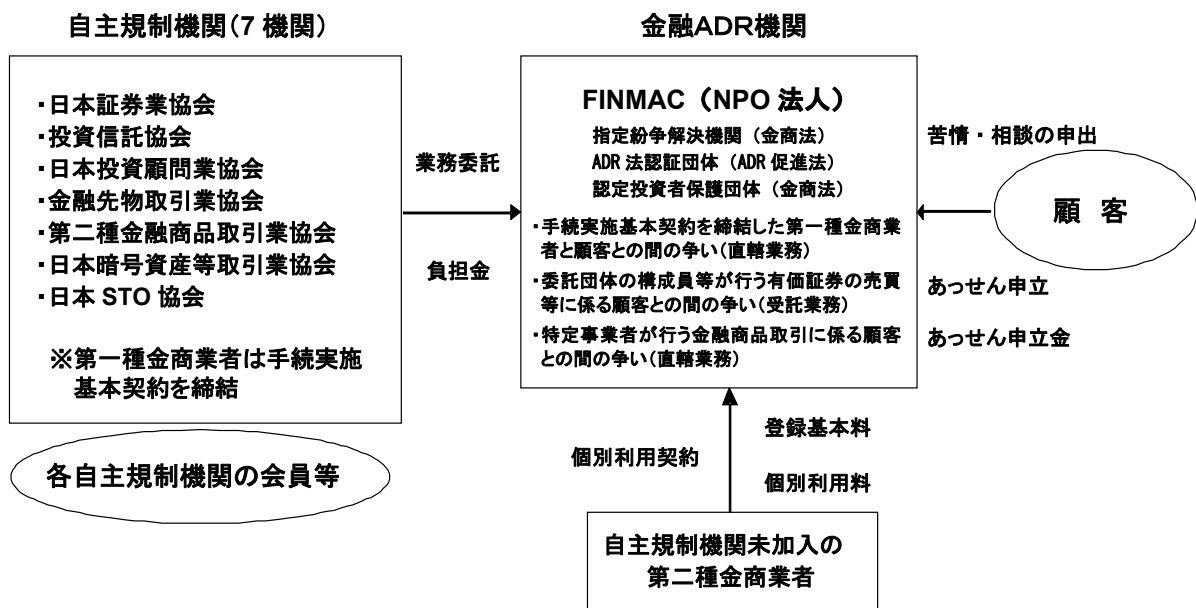 自主規制機関（7 機関）
・日本証券業協会
・投資信託協会
・日本投資顧問業協会
・金融先物取引業協会
・第二種金融商品取引業協会
・日本暗号資産等取引業協会
・日本 STO 協会
※第一種金商業者は手続実施
基本契約を締結
各自主規制機関の会員等
業務委託
負担金
金融ＡＤＲ機関
FINMAC（NPO 法人）
指定紛争解決機関（金商法）
ADR 法認証団体（ADR 促進法）
認定投資者保護団体（金商法）
・手続実施基本契約を締結した第一種金商業
者と顧客との間の争い（直轄業務）
・委託団体の構成員等が行う有価証券の売買
等に係る顧客との間の争い（受託業務）
・特定事業者が行う金融商品取引に係る顧客
との間の争い（直轄業務）
苦情・相談の申出
顧 客
あっせん申立
あっせん申立金
個別利用契約
登録基本料
個別利用料
自主規制機関未加入の
第二種金商業者